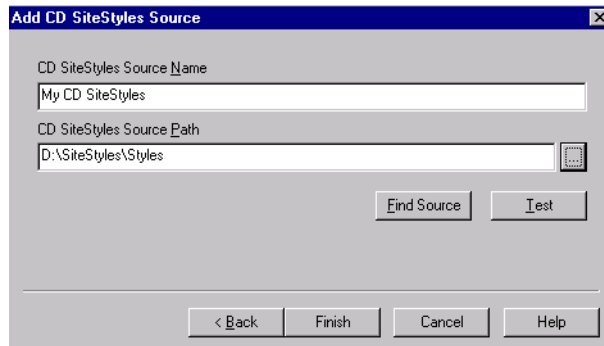 Add CD SiteStyles Source
CD SiteStyles Source Name
My CD SiteStyles
CD SiteStyles Source Path
D:\SiteStyles\Styles
...
Find Source Test
< Back Finish Cancel Help